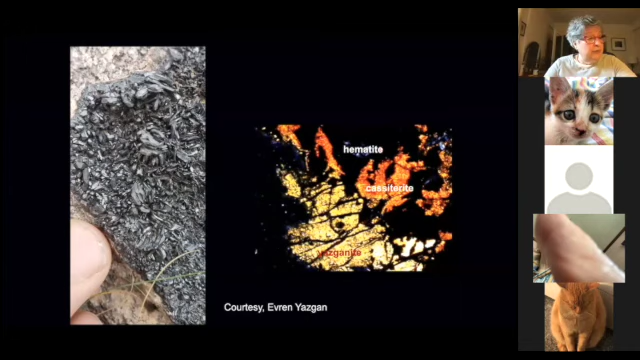 hematite
cassiterite
yazganite
Courtesy, Evren Yazgan